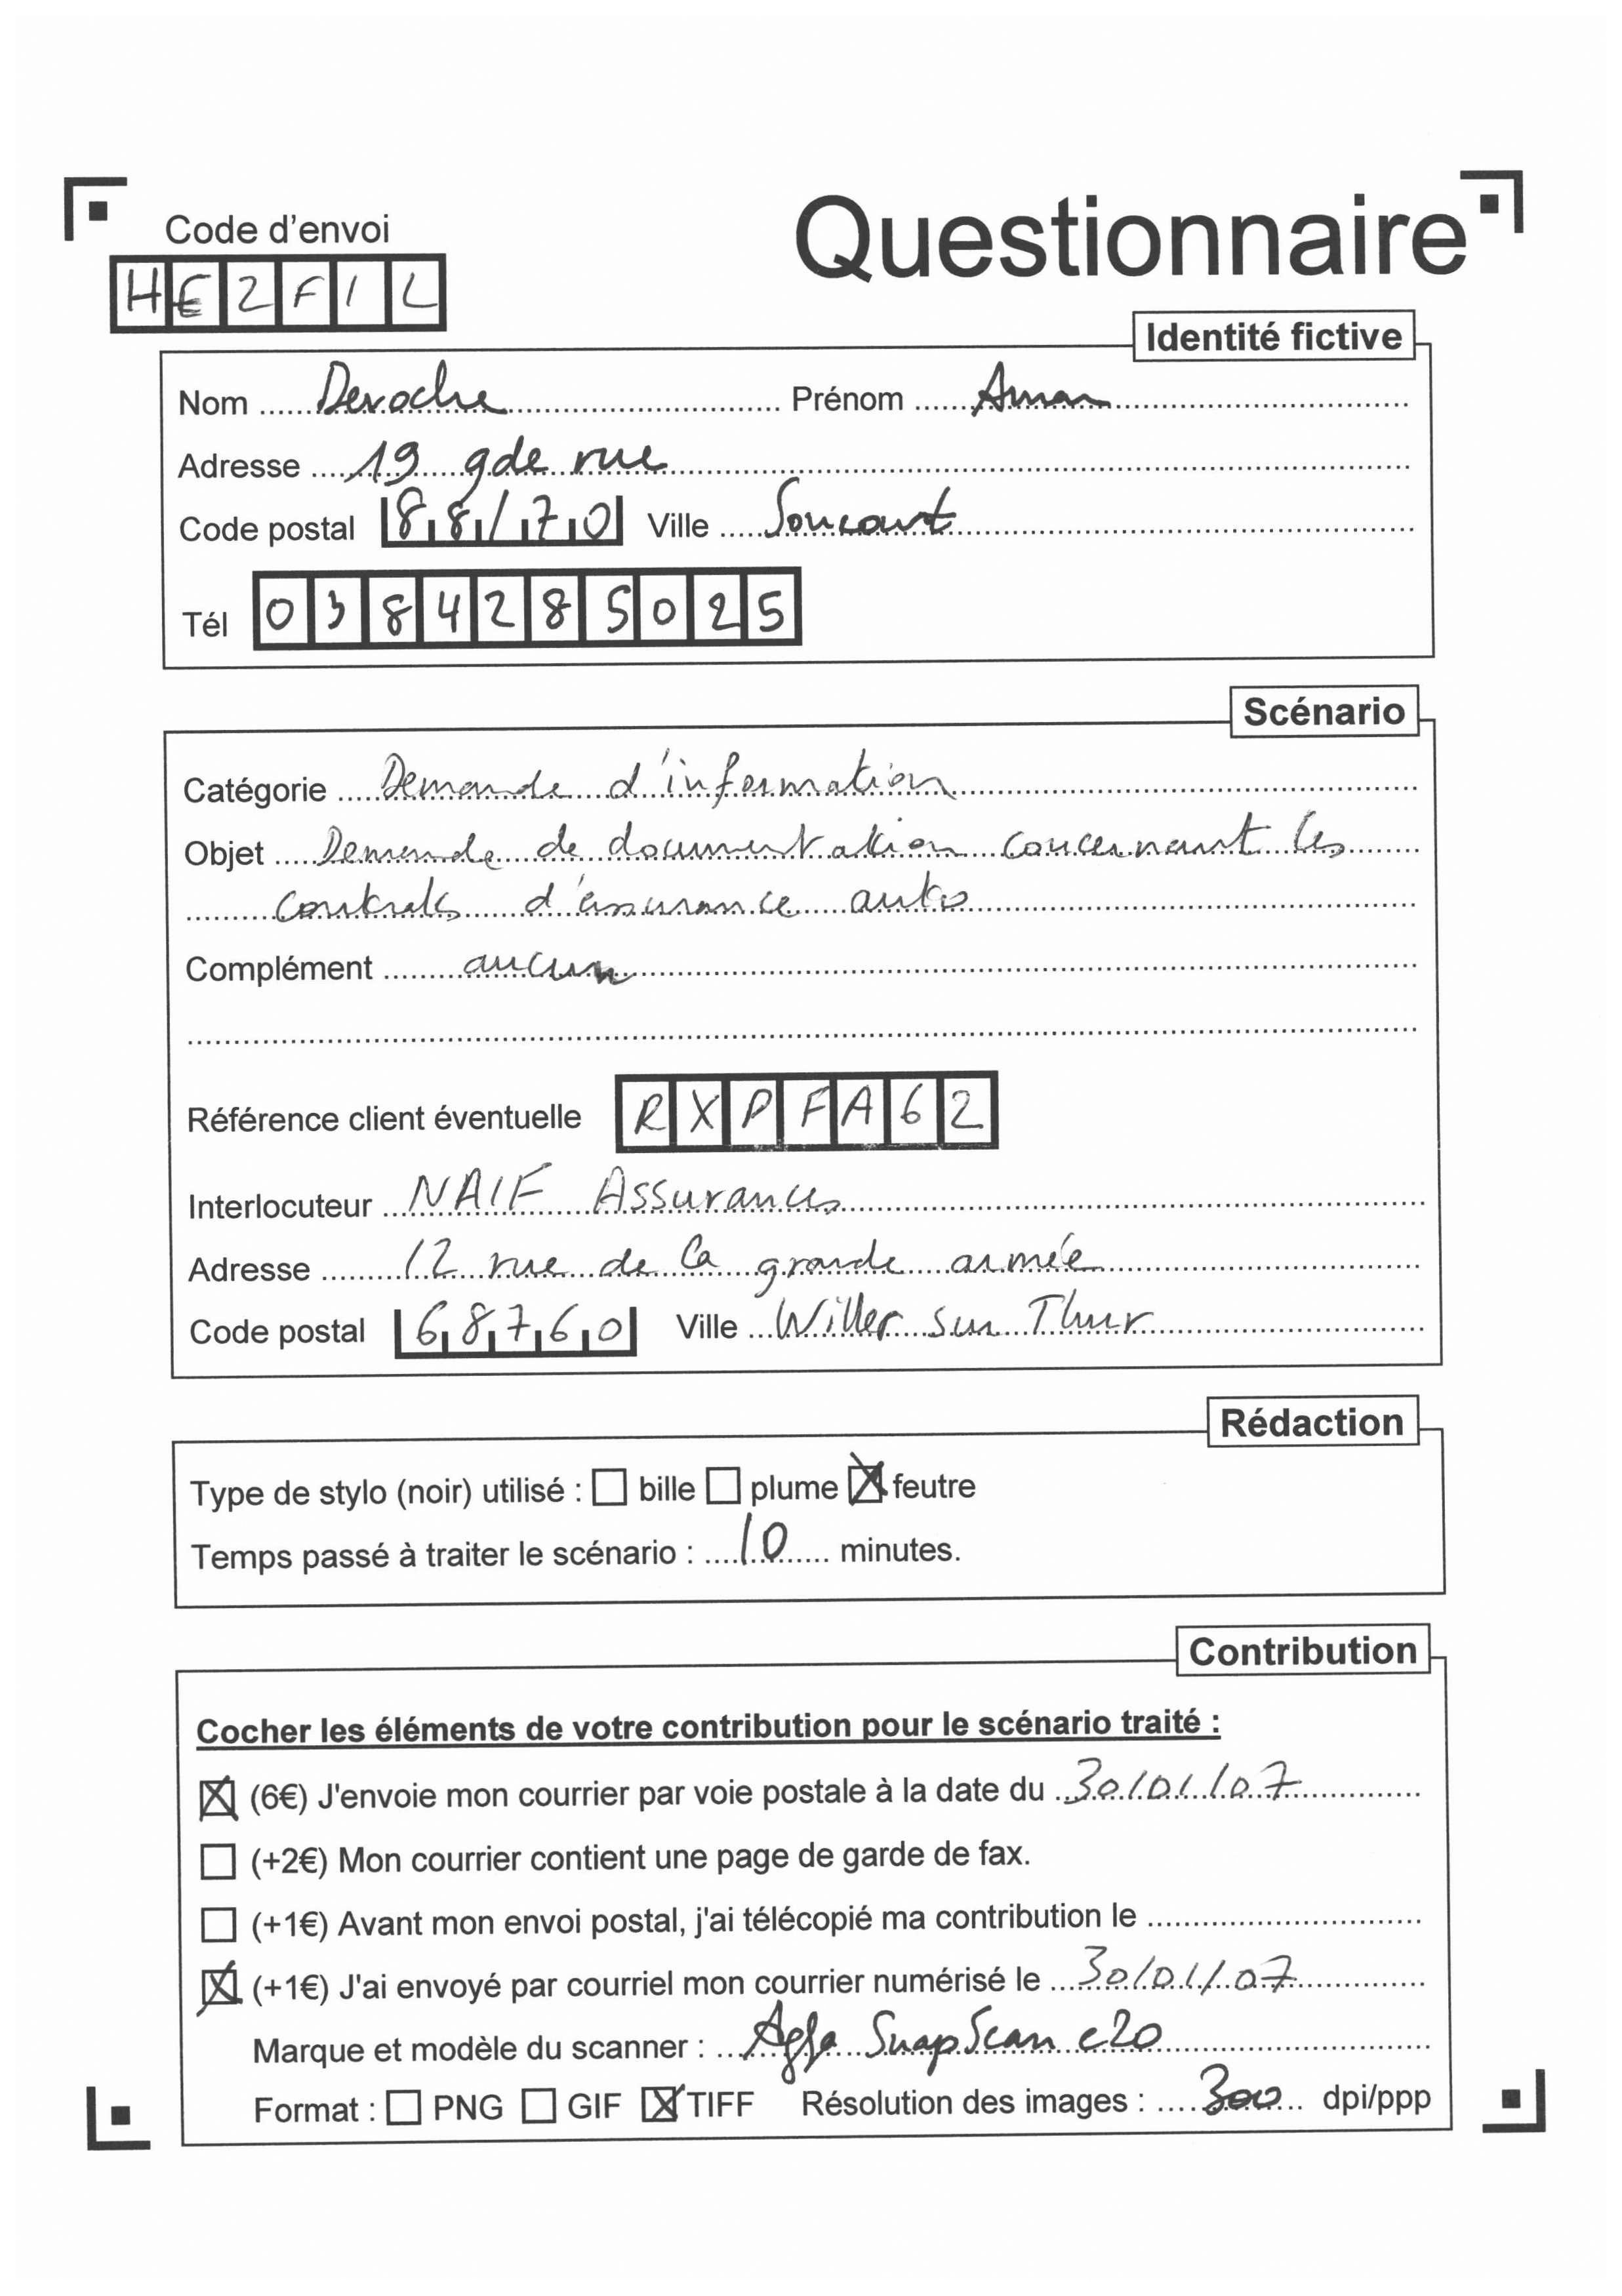 Questionnaire
Code d'envoi
HE2F1L
Identité fictive
Nom Deroche Prénom Aman
Adresse 19 gde rue
Code postal 88170 Ville Soncourt
Tél 0384285025
Scénario
Catégorie Demande d'information
Objet Demande de documentation concernant les
contrats d'assurance autos
Complément aucun
Référence client éventuelle RXPFA62
Interlocuteur NAIF Assurances
Adresse 12 rue de la grande armée
Code postal 68760 Ville Willer sur Thur
Rédaction
Type de stylo (noir) utilisé : bille plume feutre
Temps passé à traiter le scénario : 10 minutes.
Contribution
Cocher les éléments de votre contribution pour le scénario traité :
(6€) J'envoie mon courrier par voie postale à la date du 30/01/07
(+2€) Mon courrier contient une page de garde de fax.
(+1€) Avant mon envoi postal, j'ai télécopié ma contribution le
(+1€) J'ai envoyé par courriel mon courrier numérisé le 30/01/07
Marque et modèle du scanner : Agfa SnapScan e20
Format : PNG GIF TIFF Résolution des images : 300 dpi/ppp